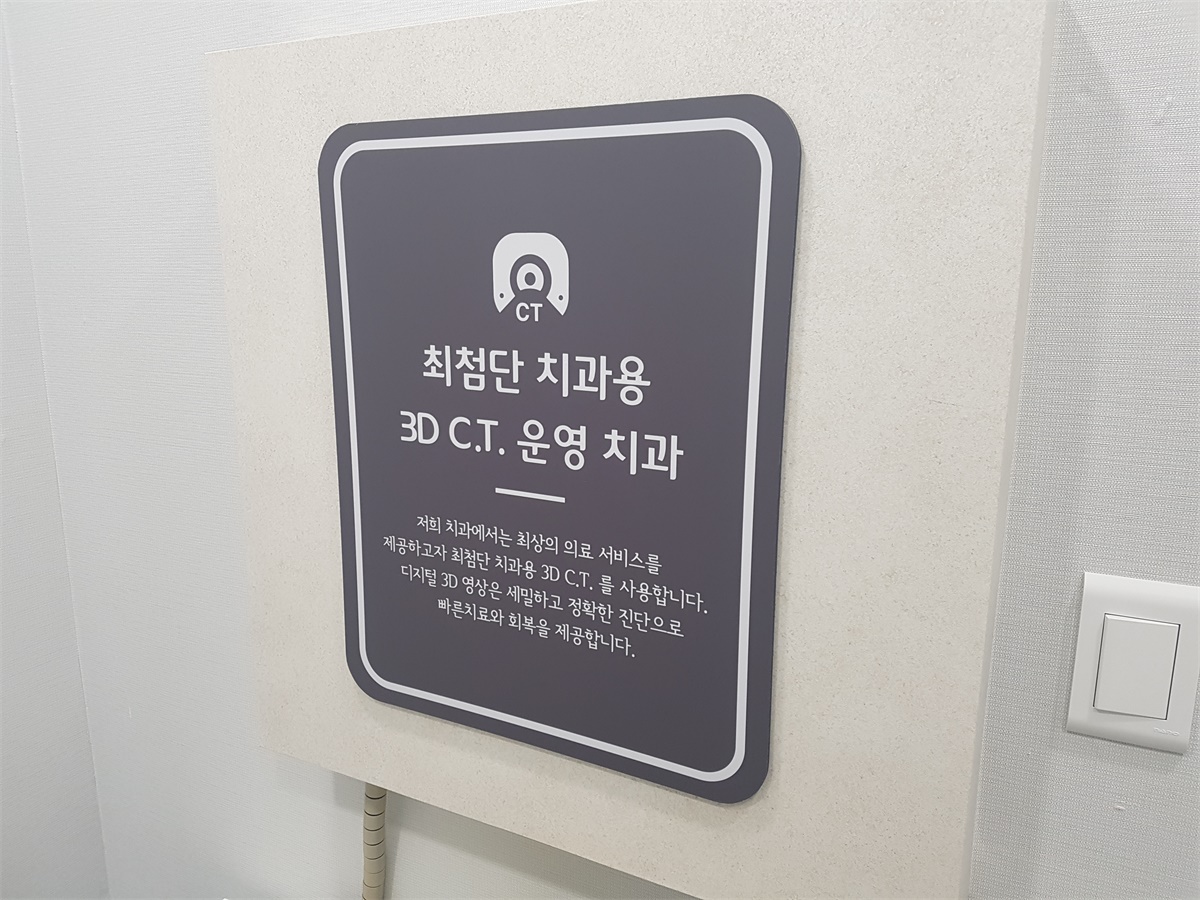 CT
최첨단 치과용
3D C.T. 운영 치과
저희 치과에서는 최상의 의료 서비스를
제공하고자 최첨단 치과용 3D C.T. 를 사용합니다.
디지털 3D 영상은 세밀하고 정확한 진단으로
빠른치료와 회복을 제공합니다.